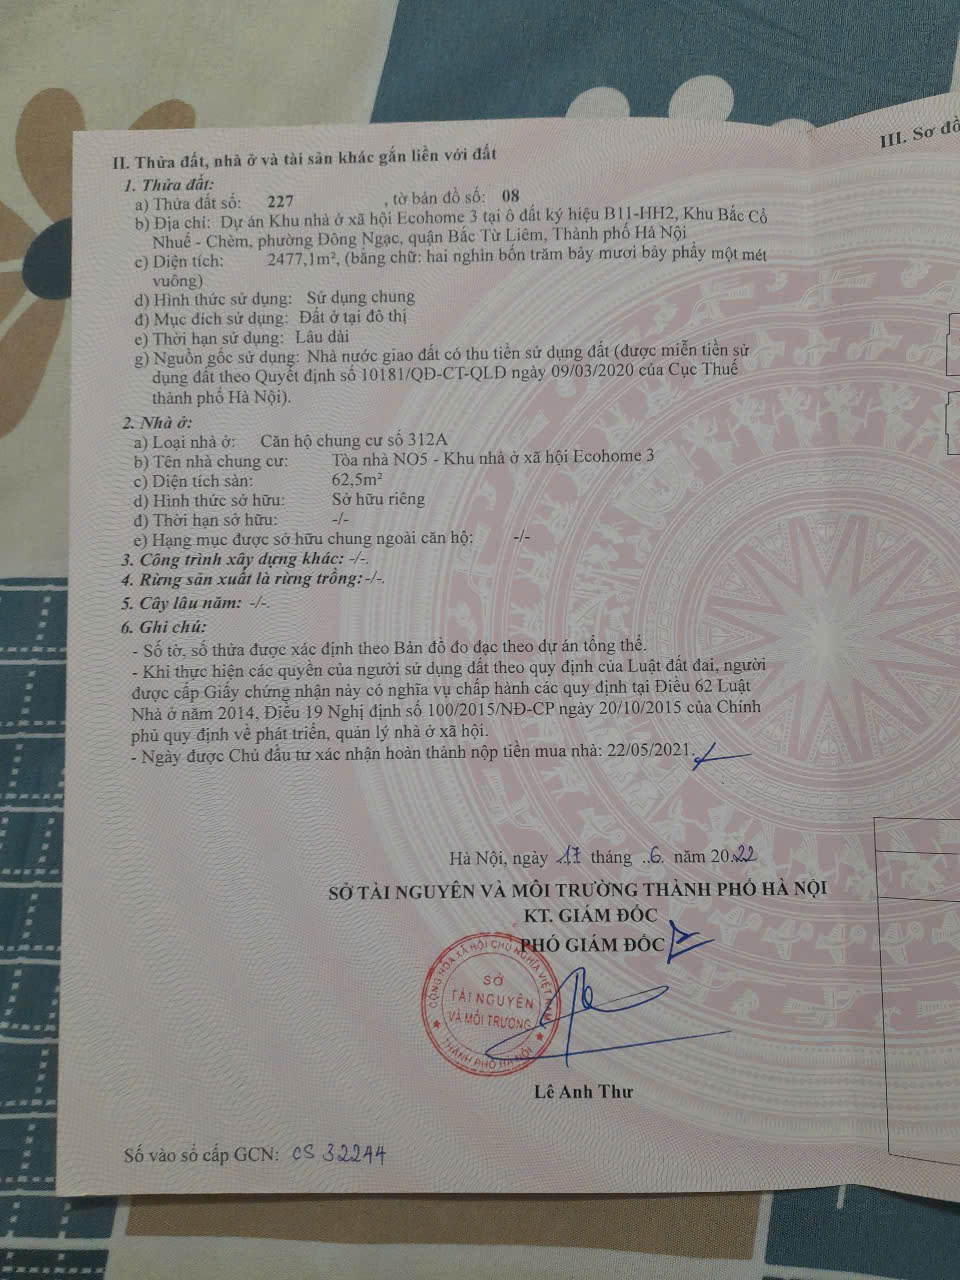 III. Sơ đồ
II. Thửa đất, nhà ở và tài sản khác gắn liền với đất
1. Thửa đất:
a) Thửa đất số: 227 , tờ bản đồ số: 08
b) Địa chỉ: Dự án Khu nhà ở xã hội Ecohome 3 tại ô đất ký hiệu B11-HH2, Khu Bắc Cổ
Nhuế - Chèm, phường Đông Ngạc, quận Bắc Từ Liêm, Thành phố Hà Nội
c) Diện tích: 2477,1m², (bằng chữ: hai nghìn bốn trăm bảy mươi bảy phẩy một mét
vuông)
d) Hình thức sử dụng: Sử dụng chung
đ) Mục đích sử dụng: Đất ở tại đô thị
e) Thời hạn sử dụng: Lâu dài
g) Nguồn gốc sử dụng: Nhà nước giao đất có thu tiền sử dụng đất (được miễn tiền sử
dụng đất theo Quyết định số 10181/QĐ-CT-QLĐ ngày 09/03/2020 của Cục Thuế
thành phố Hà Nội).
2. Nhà ở:
a) Loại nhà ở: Căn hộ chung cư số 312A
b) Tên nhà chung cư: Tòa nhà NO5 - Khu nhà ở xã hội Ecohome 3
c) Diện tích sàn: 62,5m²
d) Hình thức sở hữu: Sở hữu riêng
đ) Thời hạn sở hữu: -/-
e) Hạng mục được sở hữu chung ngoài căn hộ: -/-
3. Công trình xây dựng khác: -/-.
4. Rừng sản xuất là rừng trồng: -/-.
5. Cây lâu năm: -/-.
6. Ghi chú:
- Số tờ, số thửa được xác định theo Bản đồ đo đạc theo dự án tổng thể.
- Khi thực hiện các quyền của người sử dụng đất theo quy định của Luật đất đai, người
được cấp Giấy chứng nhận này có nghĩa vụ chấp hành các quy định tại Điều 62 Luật
Nhà ở năm 2014, Điều 19 Nghị định số 100/2015/NĐ-CP ngày 20/10/2015 của Chính
phủ quy định về phát triển, quản lý nhà ở xã hội.
- Ngày được Chủ đầu tư xác nhận hoàn thành nộp tiền mua nhà: 22/05/2021.
Hà Nội, ngày 17 tháng ..6. năm 20.22
SỞ TÀI NGUYÊN VÀ MÔI TRƯỜNG THÀNH PHỐ HÀ NỘI
KT. GIÁM ĐỐC
PHÓ GIÁM ĐỐC
CỘNG HÒA XÃ HỘI CHỦ NGHĨA VIỆT NAM
SỞ
TÀI NGUYÊN
VÀ MÔI TRƯỜNG
THÀNH PHỐ HÀ NỘI
Lê Anh Thư
Số vào sổ cấp GCN: CS 32244